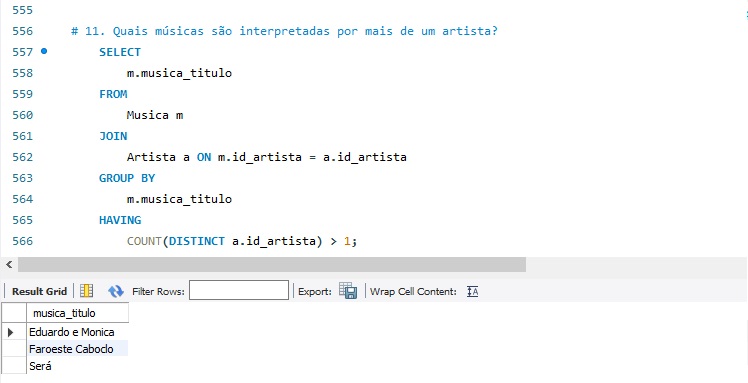 555
556 # 11. Quais músicas são interpretadas por mais de um artista?
557 SELECT
558 m.musica_titulo
559 FROM
560 Musica m
561 JOIN
562 Artista a ON m.id_artista = a.id_artista
563 GROUP BY
564 m.musica_titulo
565 HAVING
566 COUNT(DISTINCT a.id_artista) > 1;
Result Grid Filter Rows: Export: Wrap Cell Content: IA
musica_titulo
Eduardo e Monica
Faroeste Caboclo
Será